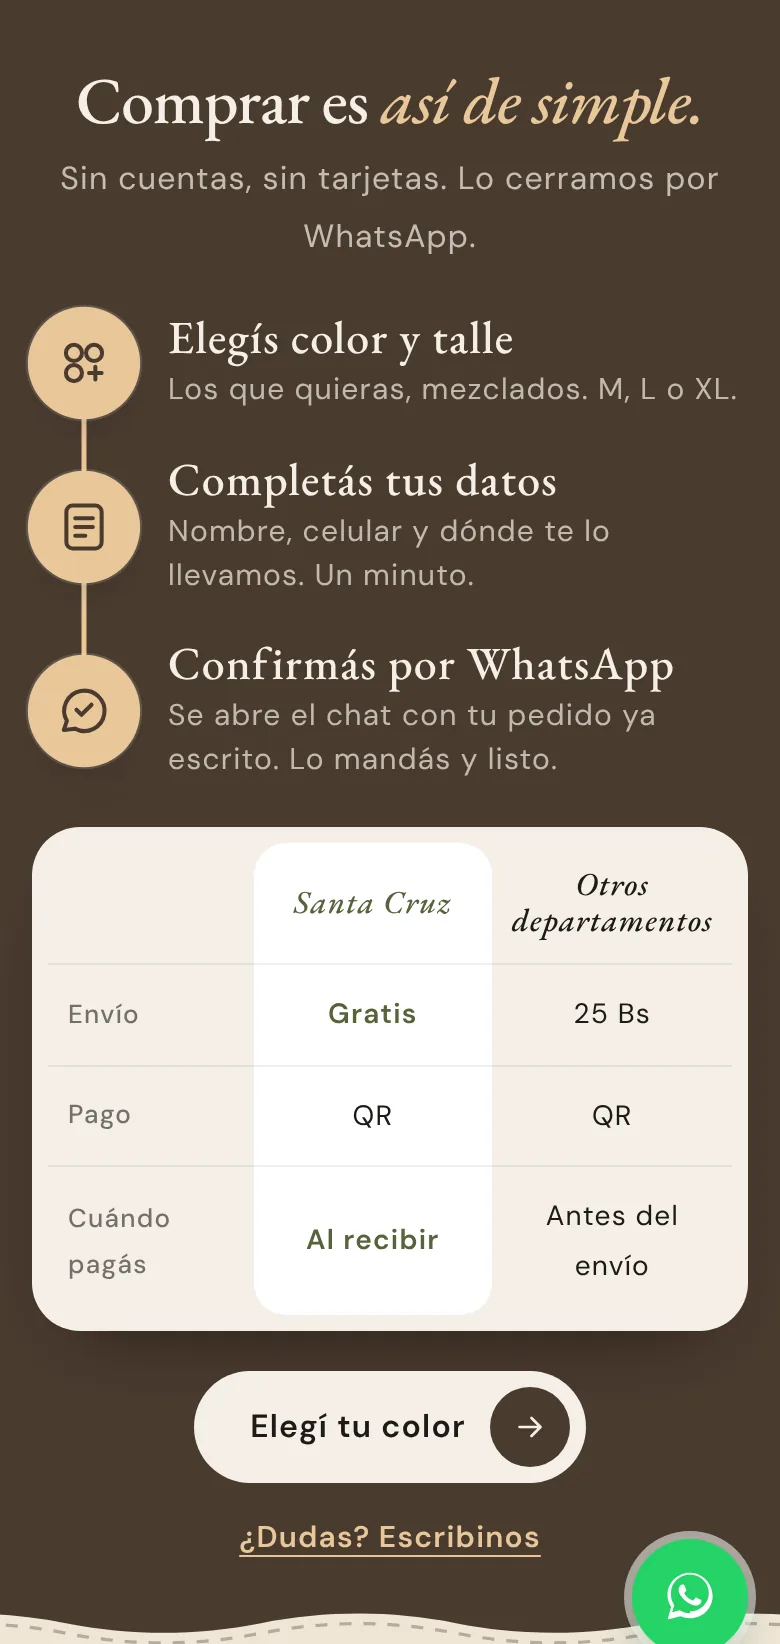 Comprar es así de simple.
Sin cuentas, sin tarjetas. Lo cerramos por
WhatsApp.
Elegís color y talle
Los que quieras, mezclados. M, L o XL.
Completás tus datos
Nombre, celular y dónde te lo
llevamos. Un minuto.
Confirmás por WhatsApp
Se abre el chat con tu pedido ya
escrito. Lo mandás y listo.
Santa Cruz
Otros
departamentos
Envío
Gratis
25 Bs
Pago
QR
QR
Cuándo
pagás
Al recibir
Antes del
envío
Elegí tu color
¿Dudas? Escribinos